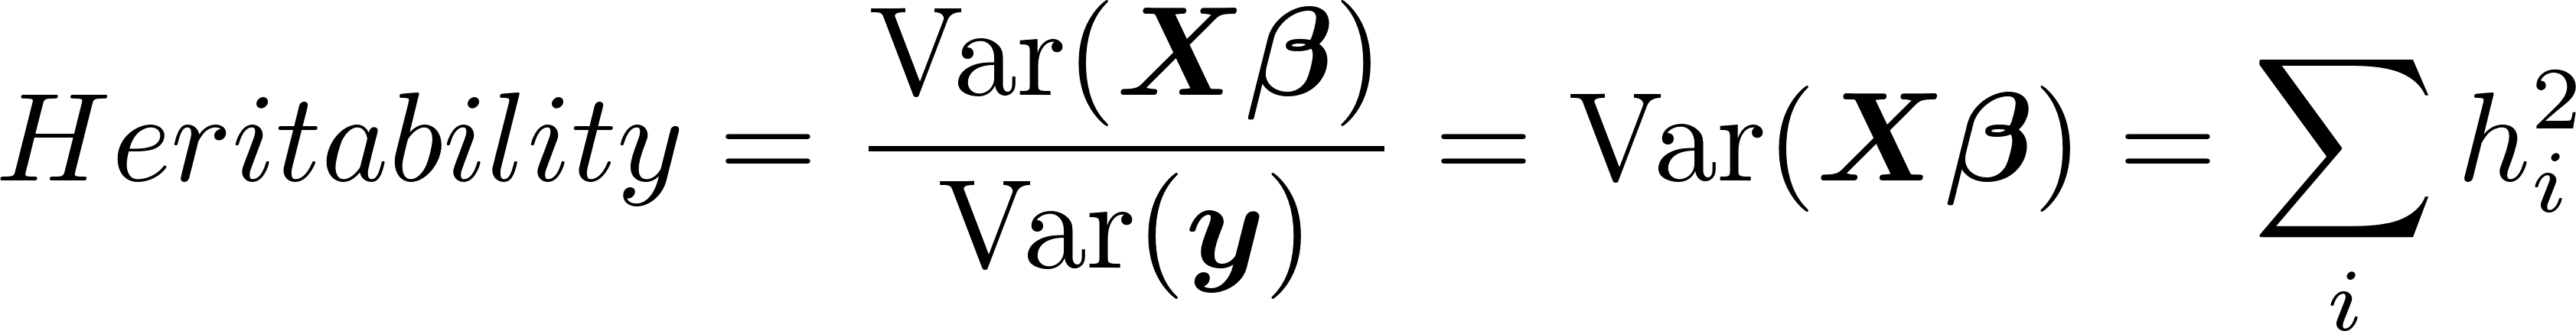 Heritability = Var(Xβ) / Var(y) = Var(Xβ) = ∑_i h_i^2